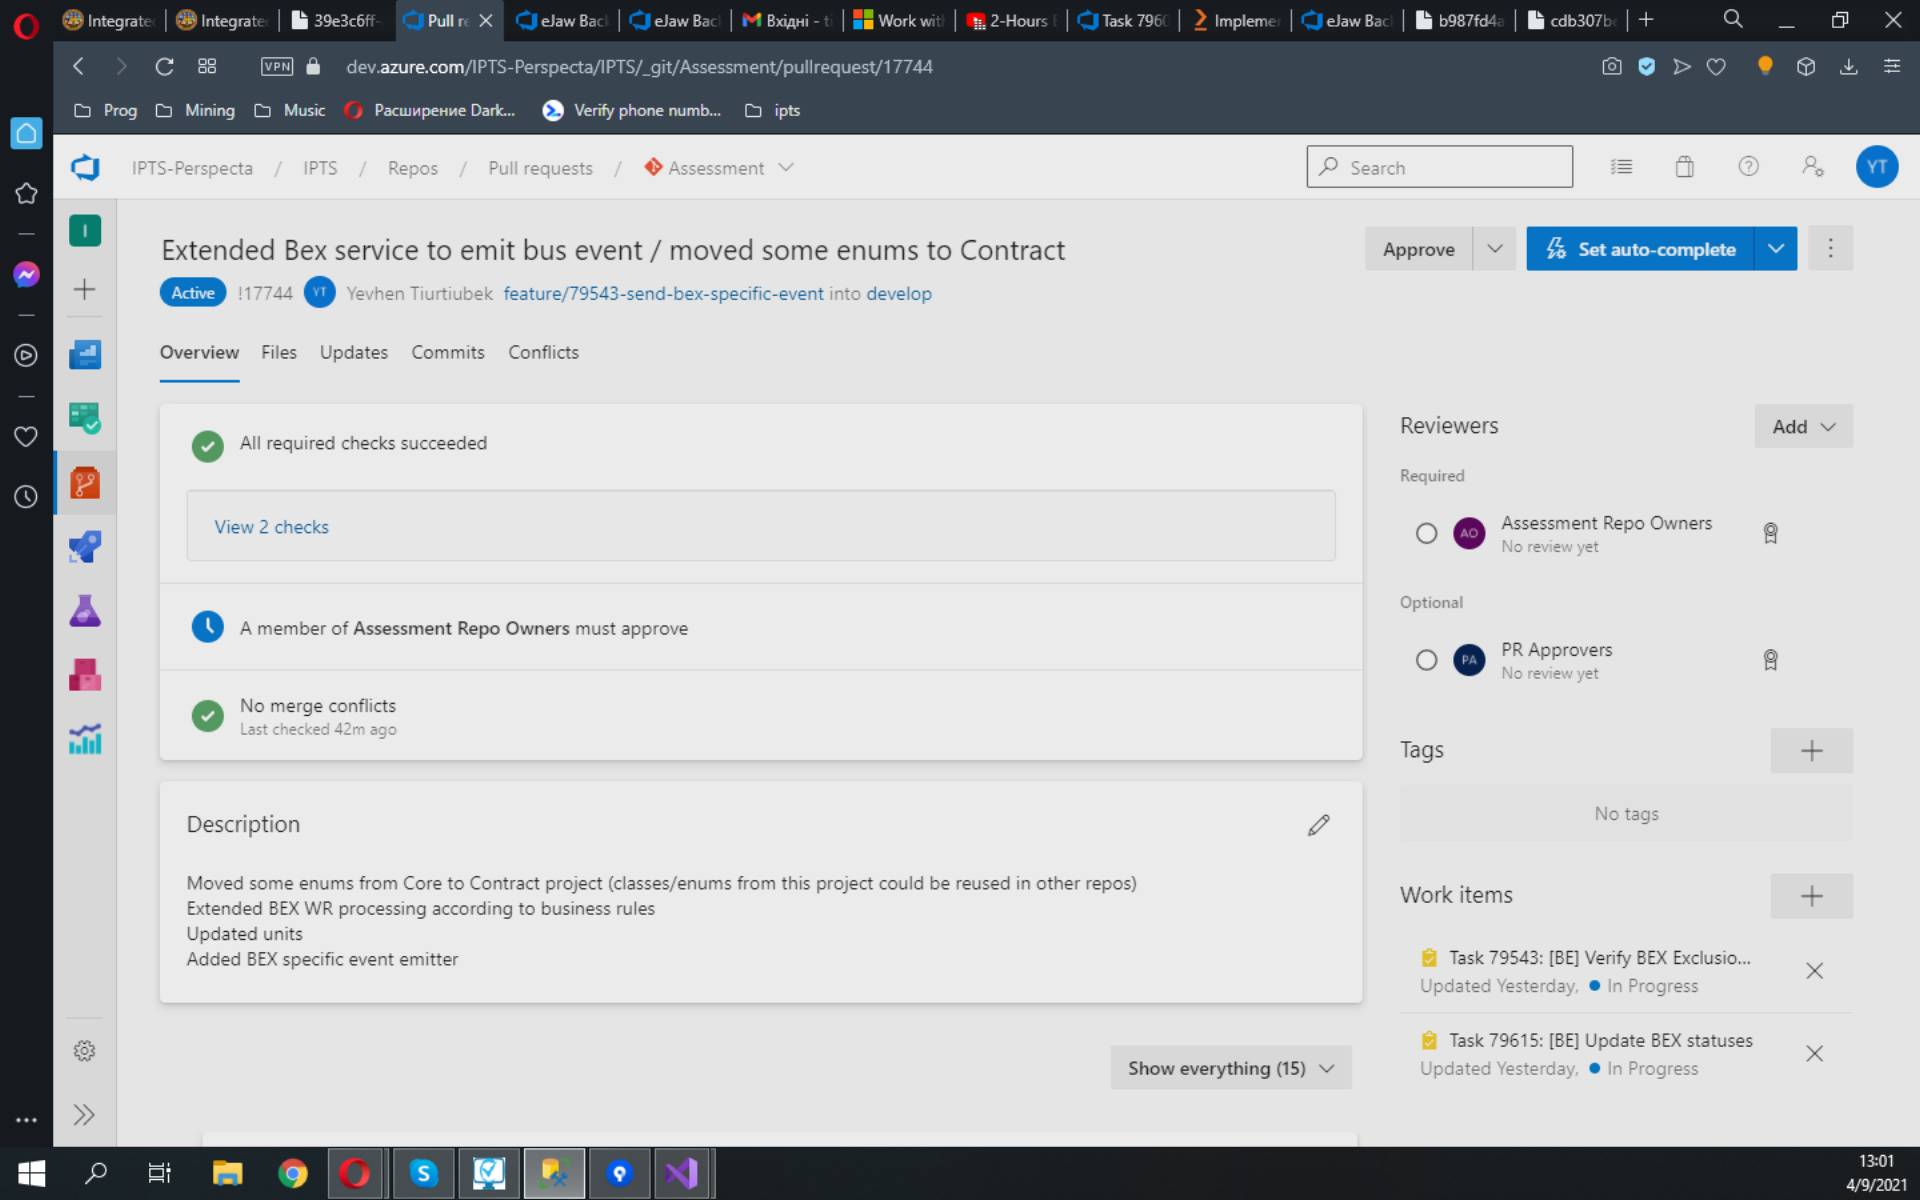 Integrate
Integrate
39e3c6ff-
Pull re
eJaw Bac
eJaw Bac
Вхідні - t
Work with
2-Hours
Task 7960
Implemen
eJaw Bac
b987fd4a
cdb307b
VPN
dev.azure.com/IPTS-Perspecta/IPTS/_git/Assessment/pullrequest/17744
Prog
Mining
Music
Расширение Dark...
Verify phone numb...
ipts
IPTS-Perspecta / IPTS / Repos / Pull requests / Assessment
Search
YT
I
Extended Bex service to emit bus event / moved some enums to Contract
Approve
Set auto-complete
Active !17744 YT Yevhen Tiurtiubek feature/79543-send-bex-specific-event into develop
Overview Files Updates Commits Conflicts
All required checks succeeded
View 2 checks
A member of Assessment Repo Owners must approve
No merge conflicts
Last checked 42m ago
Description
Moved some enums from Core to Contract project (classes/enums from this project could be reused in other repos)
Extended BEX WR processing according to business rules
Updated units
Added BEX specific event emitter
Show everything (15)
Reviewers
Add
Required
AO Assessment Repo Owners
No review yet
Optional
PA PR Approvers
No review yet
Tags
No tags
Work items
Task 79543: [BE] Verify BEX Exclusio...
Updated Yesterday, In Progress
Task 79615: [BE] Update BEX statuses
Updated Yesterday, In Progress
13:01
4/9/2021